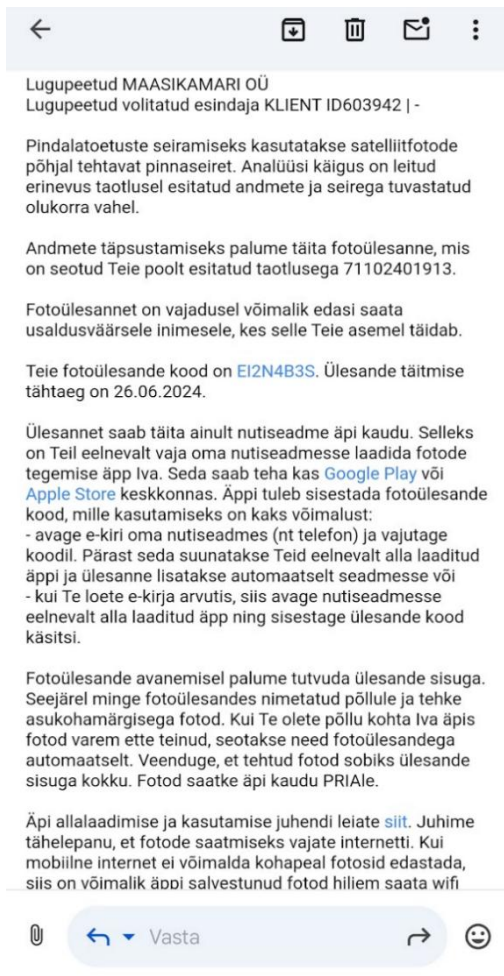 Lugupeetud MAASIKAMARI OÜ
Lugupeetud volitatud esindaja KLIENT ID603942 | -
Pindalatoetuste seiramiseks kasutatakse satelliitfotode
põhjal tehtavat pinnaseiret. Analüüsi käigus on leitud
erinevus taotlusel esitatud andmete ja seirega tuvastatud
olukorra vahel.
Andmete täpsustamiseks palume täita fotoülesanne, mis
on seotud Teie poolt esitatud taotlusega 71102401913.
Fotoülesannet on vajadusel võimalik edasi saata
usaldusväärsele inimesele, kes selle Teie asemel täidab.
Teie fotoülesande kood on EI2N4B3S. Ülesande täitmise
tähtaeg on 26.06.2024.
Ülesannet saab täita ainult nutiseadme äpi kaudu. Selleks
on Teil eelnevalt vaja oma nutiseadmesse laadida fotode
tegemise äpp Iva. Seda saab teha kas Google Play või
Apple Store keskkonnas. Äppi tuleb sisestada fotoülesande
kood, mille kasutamiseks on kaks võimalust:
- avage e-kiri oma nutiseadmes (nt telefon) ja vajutage
koodil. Pärast seda suunatakse Teid eelnevalt alla laaditud
äppi ja ülesanne lisatakse automaatselt seadmesse või
- kui Te loete e-kirja arvutis, siis avage nutiseadmesse
eelnevalt alla laaditud äpp ning sisestage ülesande kood
käsitsi.
Fotoülesande avanemisel palume tutvuda ülesande sisuga.
Seejärel minge fotoülesandes nimetatud põllule ja tehke
asukohamärgisega fotod. Kui Te olete põllu kohta Iva äpis
fotod varem ette teinud, seotakse need fotoülesandega
automaatselt. Veenduge, et tehtud fotod sobiks ülesande
sisuga kokku. Fotod saatke äpi kaudu PRIAle.
Äpi allalaadimise ja kasutamise juhendi leiate siit. Juhime
tähelepanu, et fotode saatmiseks vajate internetti. Kui
mobiilne internet ei võimalda kohapeal fotosid edastada,
siis on võimalik äppi salvestunud fotod hiljem saata wifi
Vasta